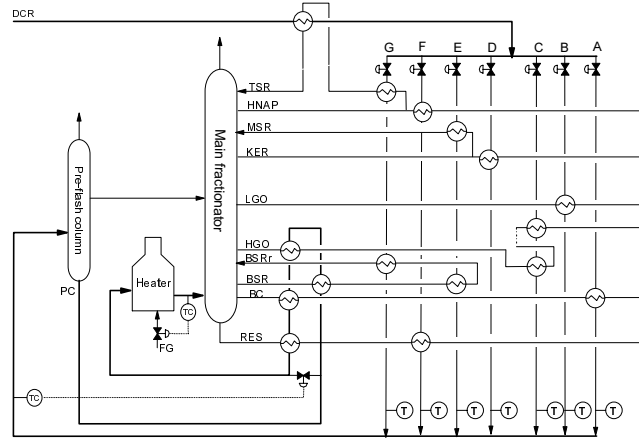 DCR
G F E D C B A
TSR
HNAP
MSR
KER
LGO
HGO
BSRr
BSR
BC
RES
Main fractionator
Pre-flash column
PC
Heater
TC
FG
TC
T T T T T T T